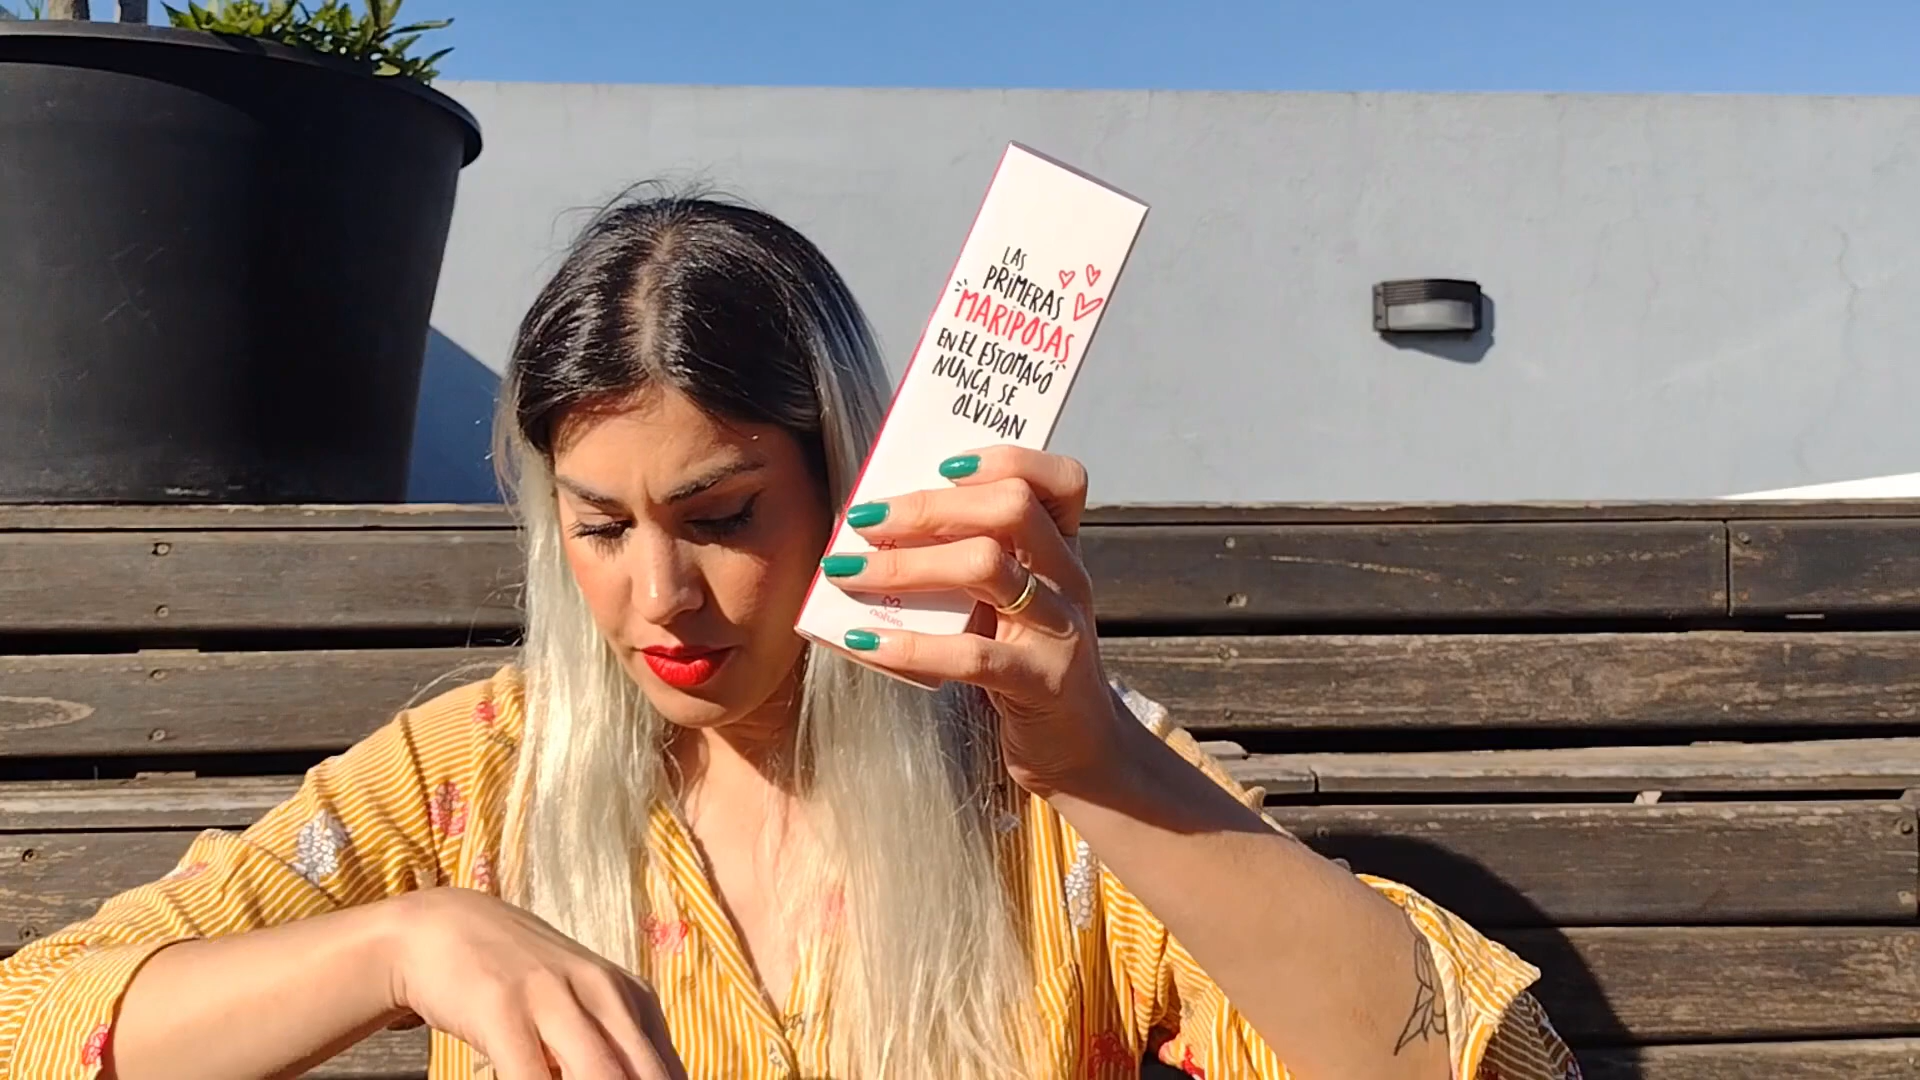 LAS
PRIMERAS
MARIPOSAS
EN EL ESTOMAGO
NUNCA SE
OLVIDAN
natura